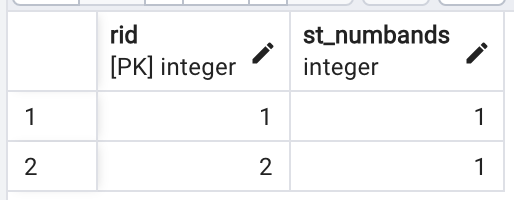 rid st_numbands
[PK] integer integer
1 1 1
2 2 1